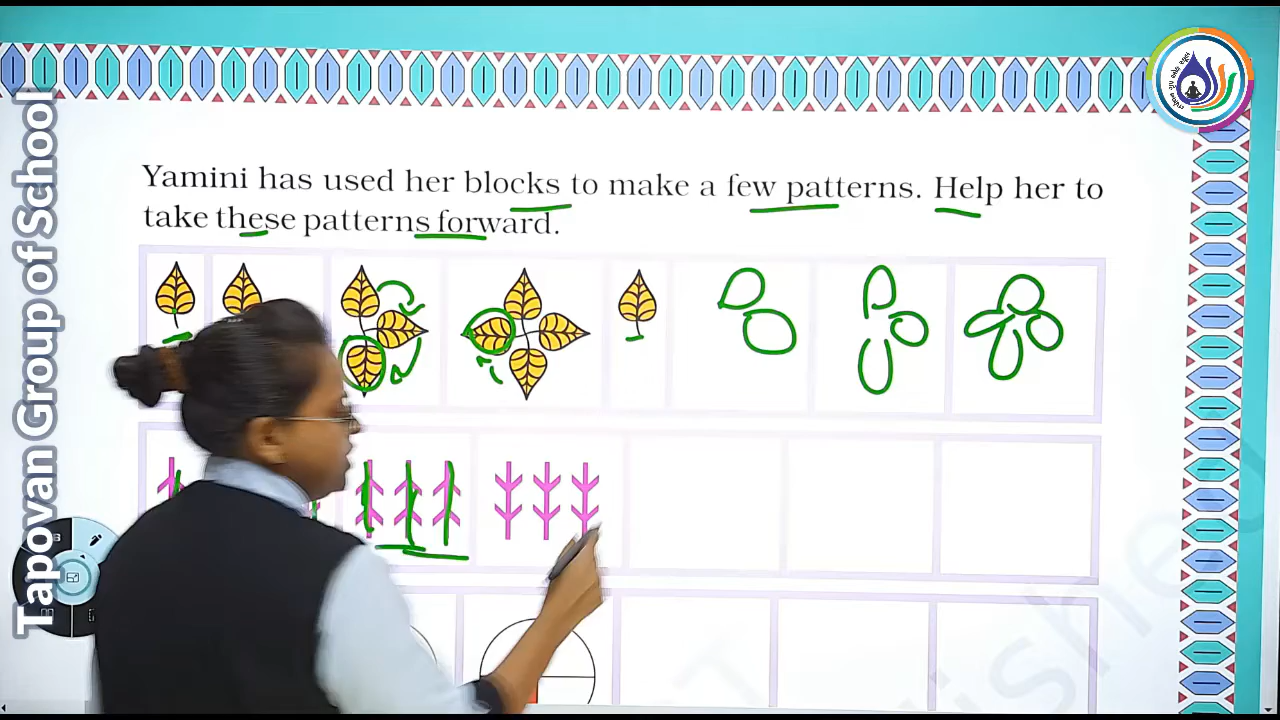 Yamini has used her blocks to make a few patterns. Help her to
take these patterns forward.
Tapovan Group of School